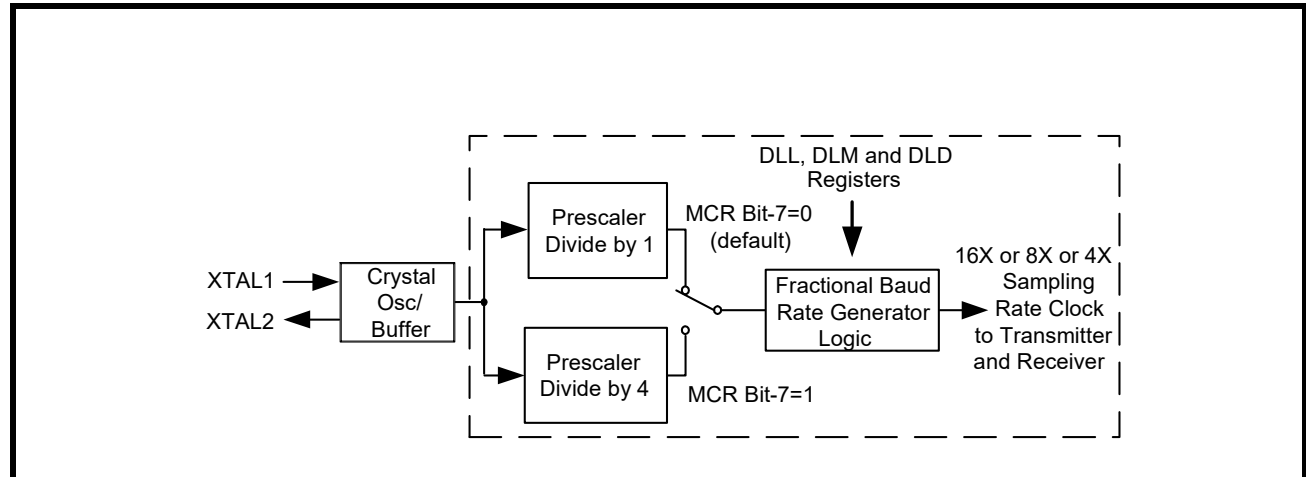 DLL, DLM and DLD
Registers
Prescaler
Divide by 1
MCR Bit-7=0
(default)
16X or 8X or 4X
Sampling
Rate Clock
to Transmitter
and Receiver
XTAL1
XTAL2
Crystal
Osc/
Buffer
Fractional Baud
Rate Generator
Logic
Prescaler
Divide by 4
MCR Bit-7=1